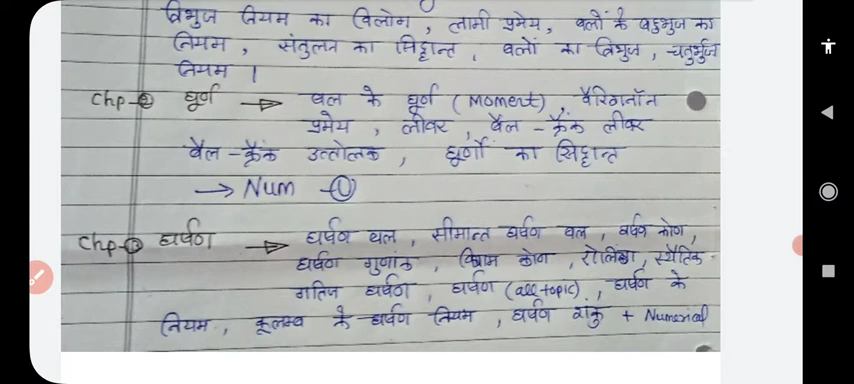 त्रिभुज नियम का विलोम, लामी प्रमेय, बलों के बहुभुज का
नियम, संतुलन का सिद्दान्त, बलों का त्रिभुज, चतुर्भुज
नियम ।
Chp-② घूर्ण → बल के घूर्ण (Moment), वैरिगनॉन
प्रमेय, लीवर, बैल-क्रैंक लीवर
बैल-क्रैंक उत्तोलक, घूर्णों का सिद्दान्त
→ Num -①
Chp- घर्षण → घर्षण बल, सीमान्त घर्षण बल, घर्षण कोण,
घर्षण गुणांक, विराम कोण, रोलिंग, स्थैतिक-
गतिज घर्षण, घर्षण (all topic), घर्षण के
नियम, कूलम्ब के घर्षण नियम, घर्षण शंकु + Numerical